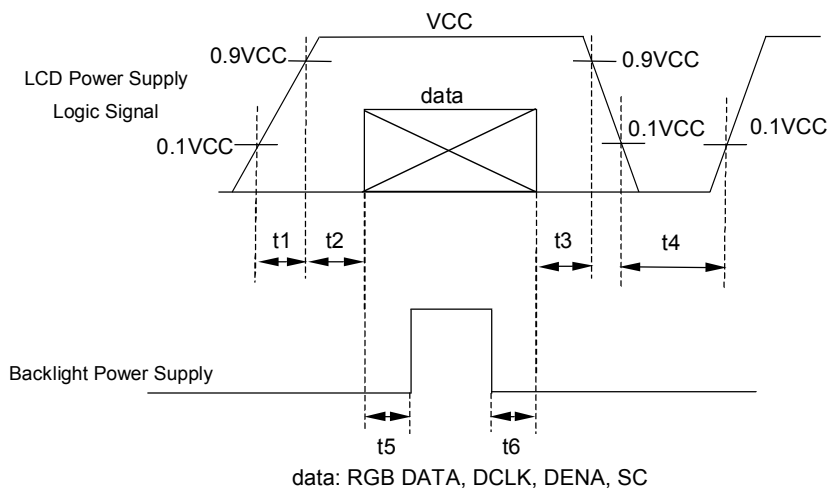 VCC
0.9VCC
0.9VCC
LCD Power Supply
Logic Signal
data
0.1VCC
0.1VCC
0.1VCC
t1
t2
t3
t4
Backlight Power Supply
t5
t6
data: RGB DATA, DCLK, DENA, SC